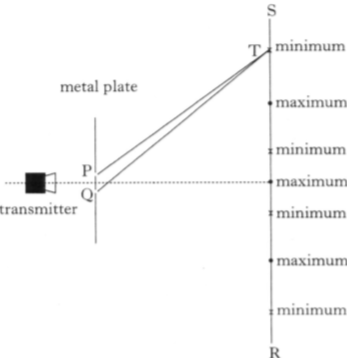 S
T
minimum
metal plate
maximum
minimum
P
maximum
Q
transmitter
minimum
maximum
minimum
R